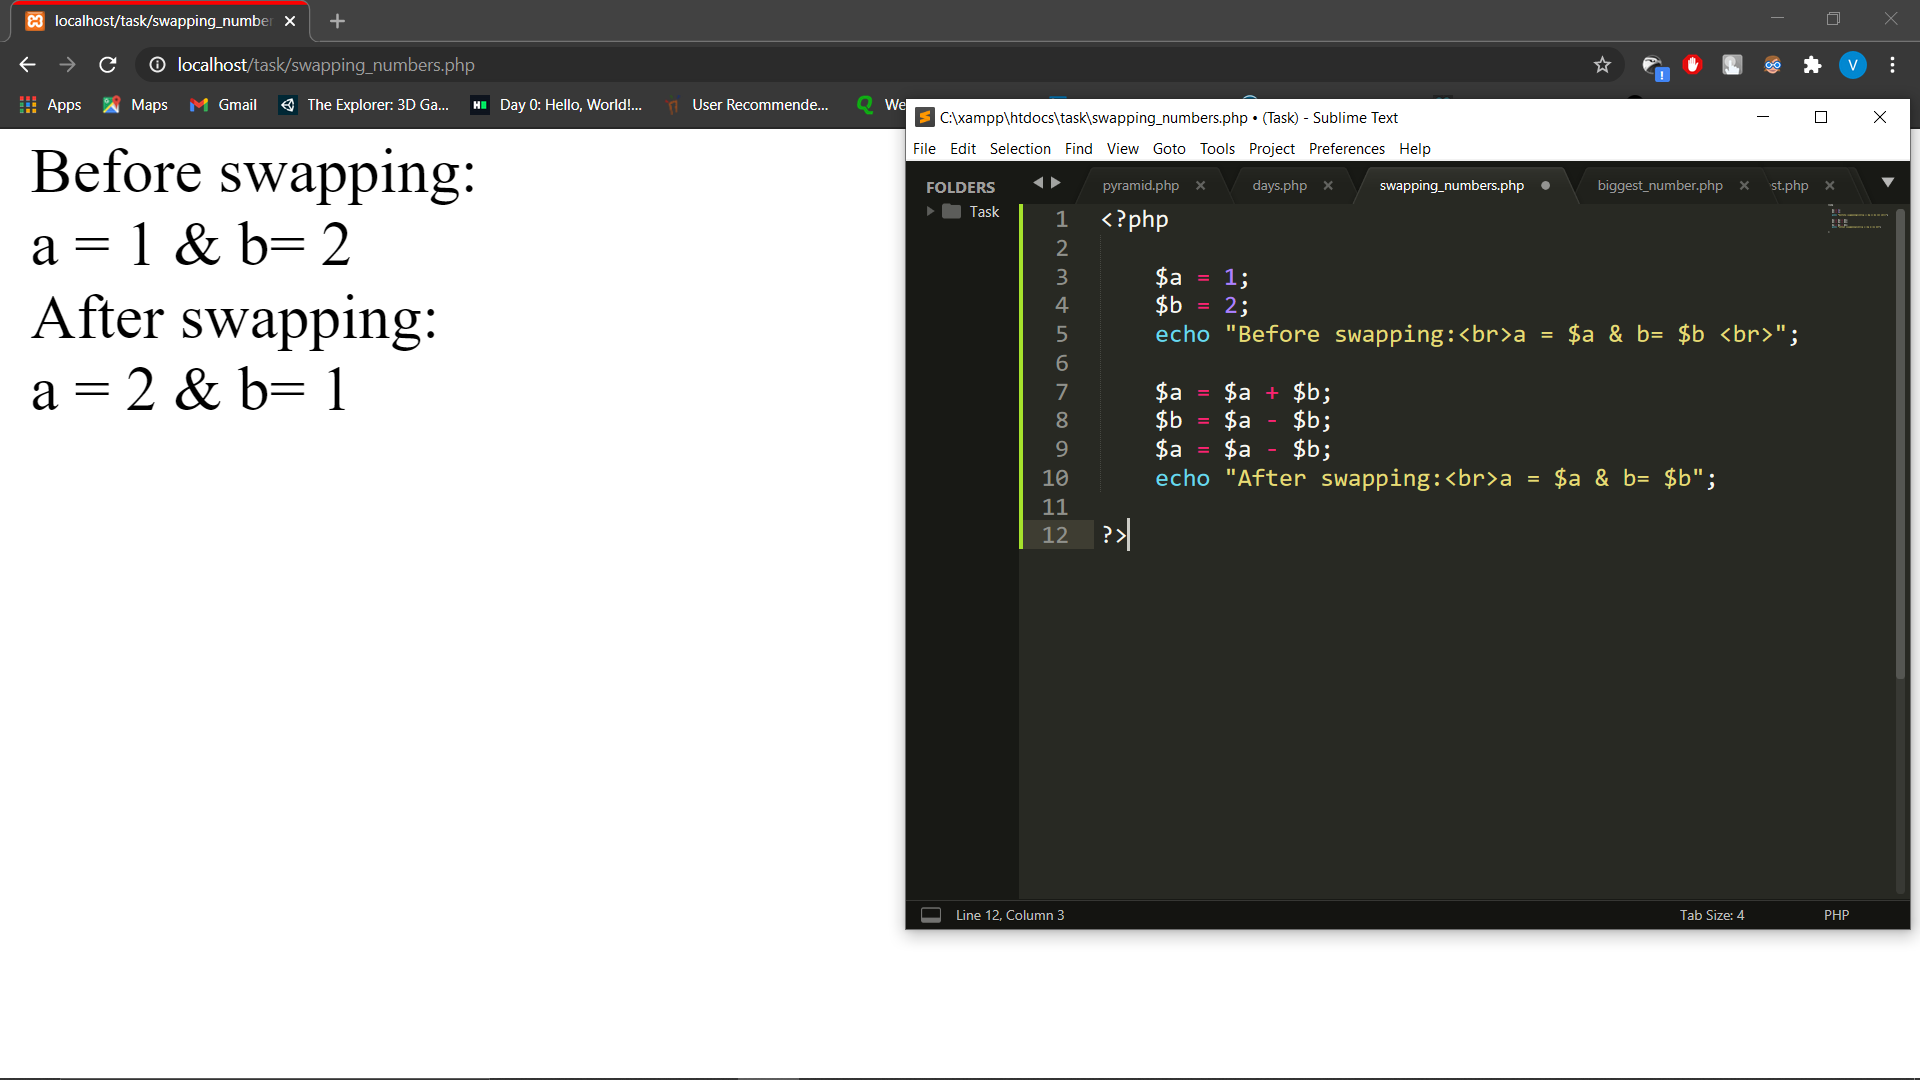 localhost/task/swapping_numbe
localhost/task/swapping_numbers.php
V
Apps
Maps
Gmail
The Explorer: 3D Ga...
Day 0: Hello, World!...
User Recommende...
We
Before swapping:
a = 1 & b= 2
After swapping:
a = 2 & b= 1
C:\xampp\htdocs\task\swapping_numbers.php • (Task) - Sublime Text
File Edit Selection Find View Goto Tools Project Preferences Help
FOLDERS
Task
pyramid.php
days.php
swapping_numbers.php
biggest_number.php
st.php
1 <?php
2
3 $a = 1;
4 $b = 2;
5 echo "Before swapping:<br>a = $a & b= $b <br>";
6
7 $a = $a + $b;
8 $b = $a - $b;
9 $a = $a - $b;
10 echo "After swapping:<br>a = $a & b= $b";
11
12 ?>
Line 12, Column 3
Tab Size: 4
PHP